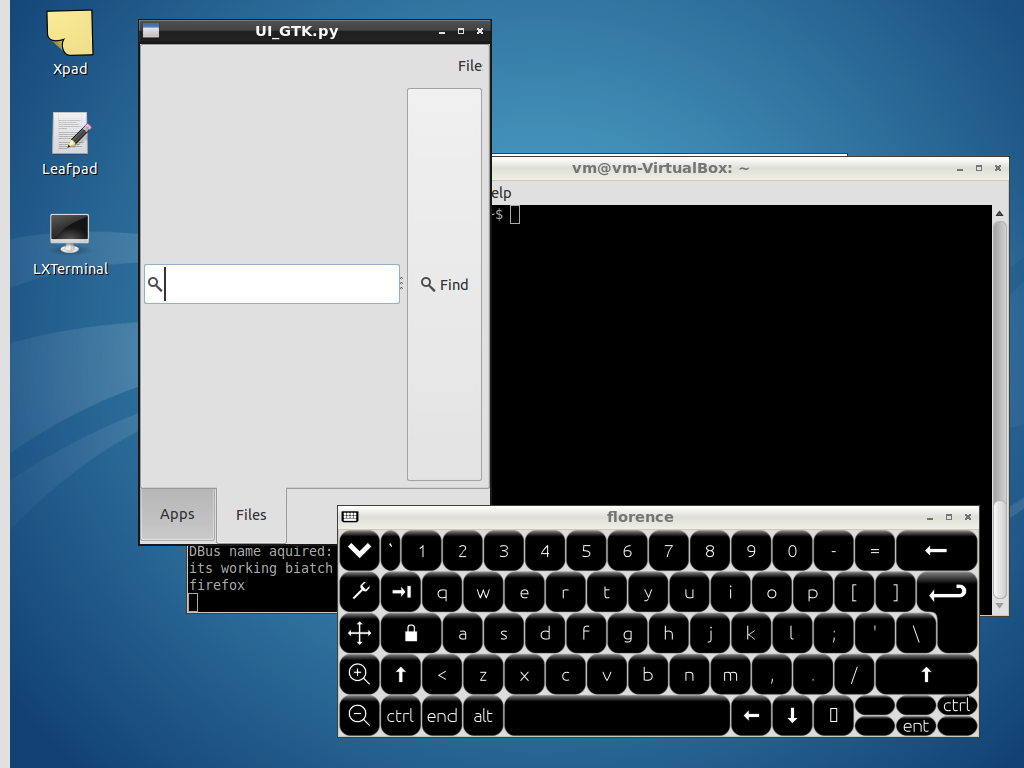 Xpad
Leafpad
LXTerminal
UI_GTK.py
File
Find
Apps
Files
vm@vm-VirtualBox: ~
elp
~$
DBus name aquired:
its working biatch
firefox
florence
` 1 2 3 4 5 6 7 8 9 0 - =
q w e r t y u i o p [ ]
a s d f g h j k l ; ' \
< z x c v b n m , . /
ctrl end alt ctrl
ent